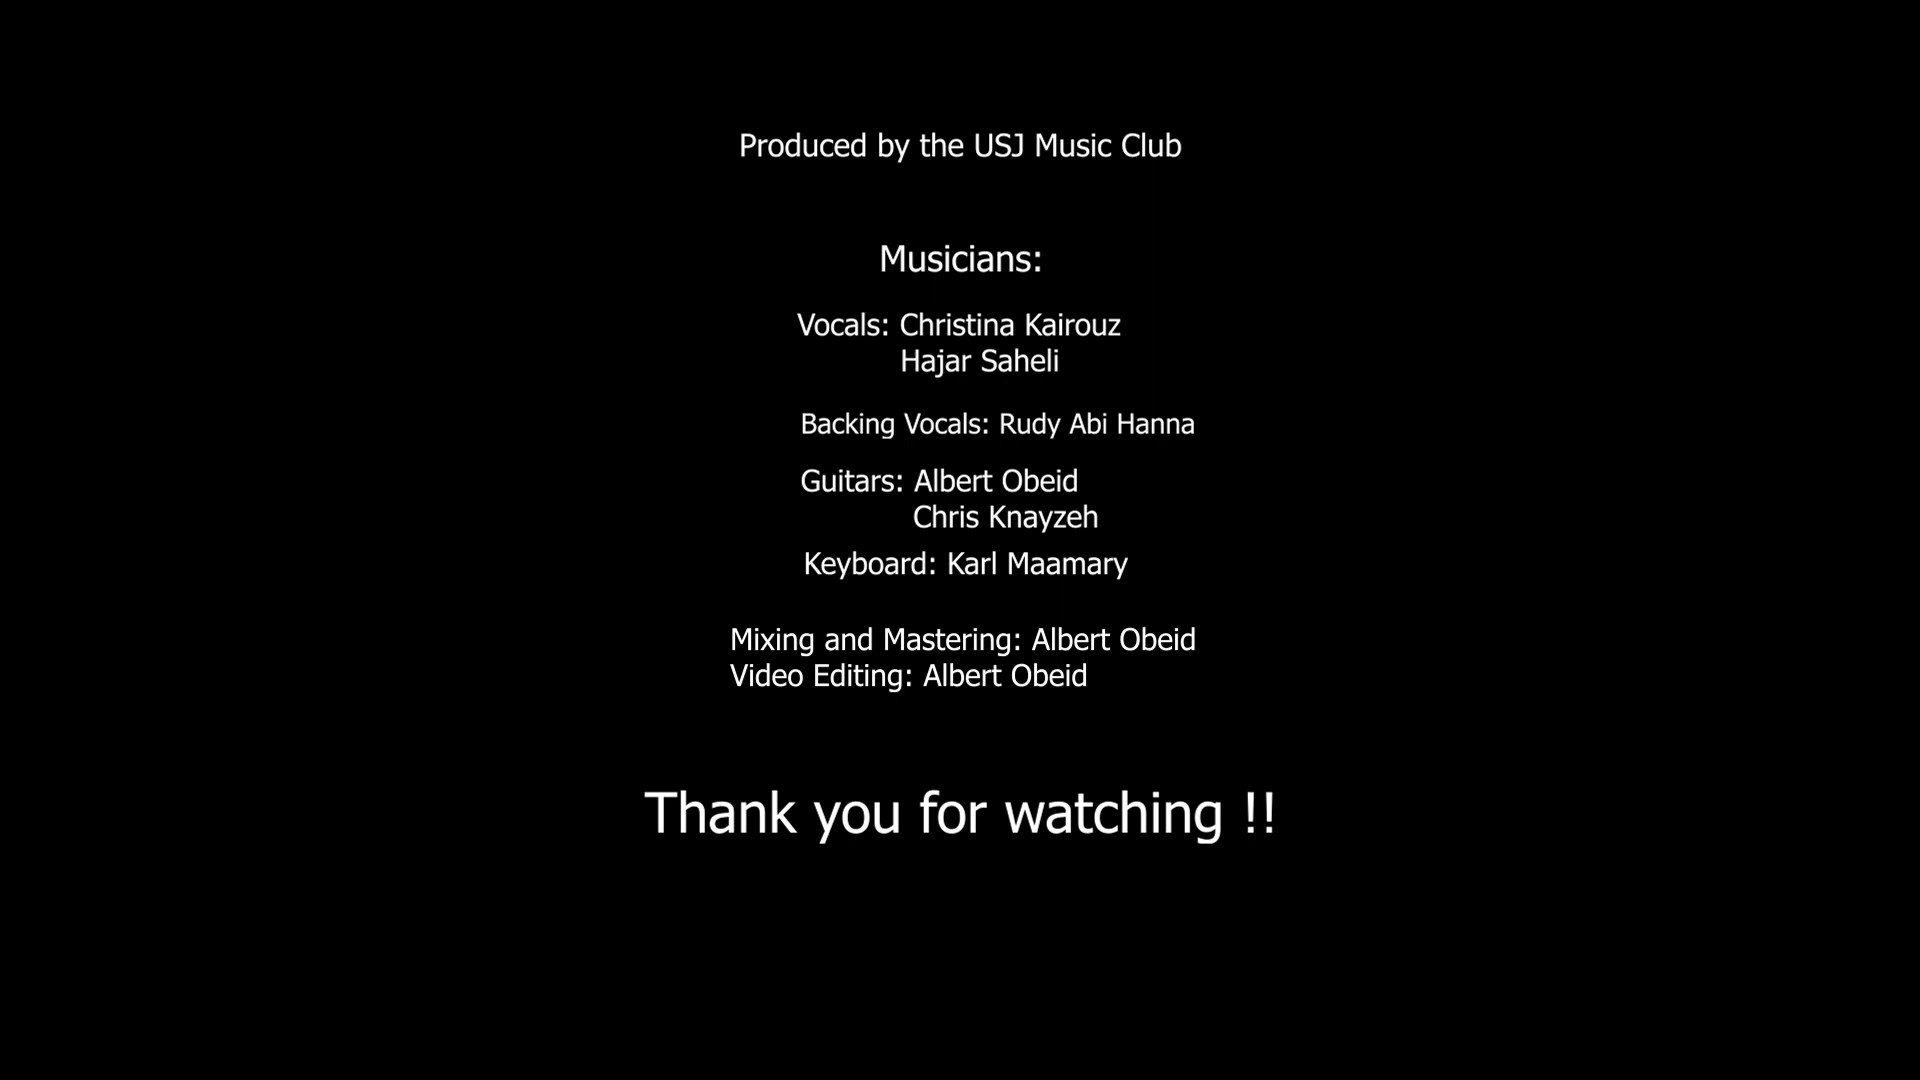 Produced by the USJ Music Club
Musicians:
Vocals: Christina Kairouz
Hajar Saheli
Backing Vocals: Rudy Abi Hanna
Guitars: Albert Obeid
Chris Knayzeh
Keyboard: Karl Maamary
Mixing and Mastering: Albert Obeid
Video Editing: Albert Obeid
Thank you for watching !!